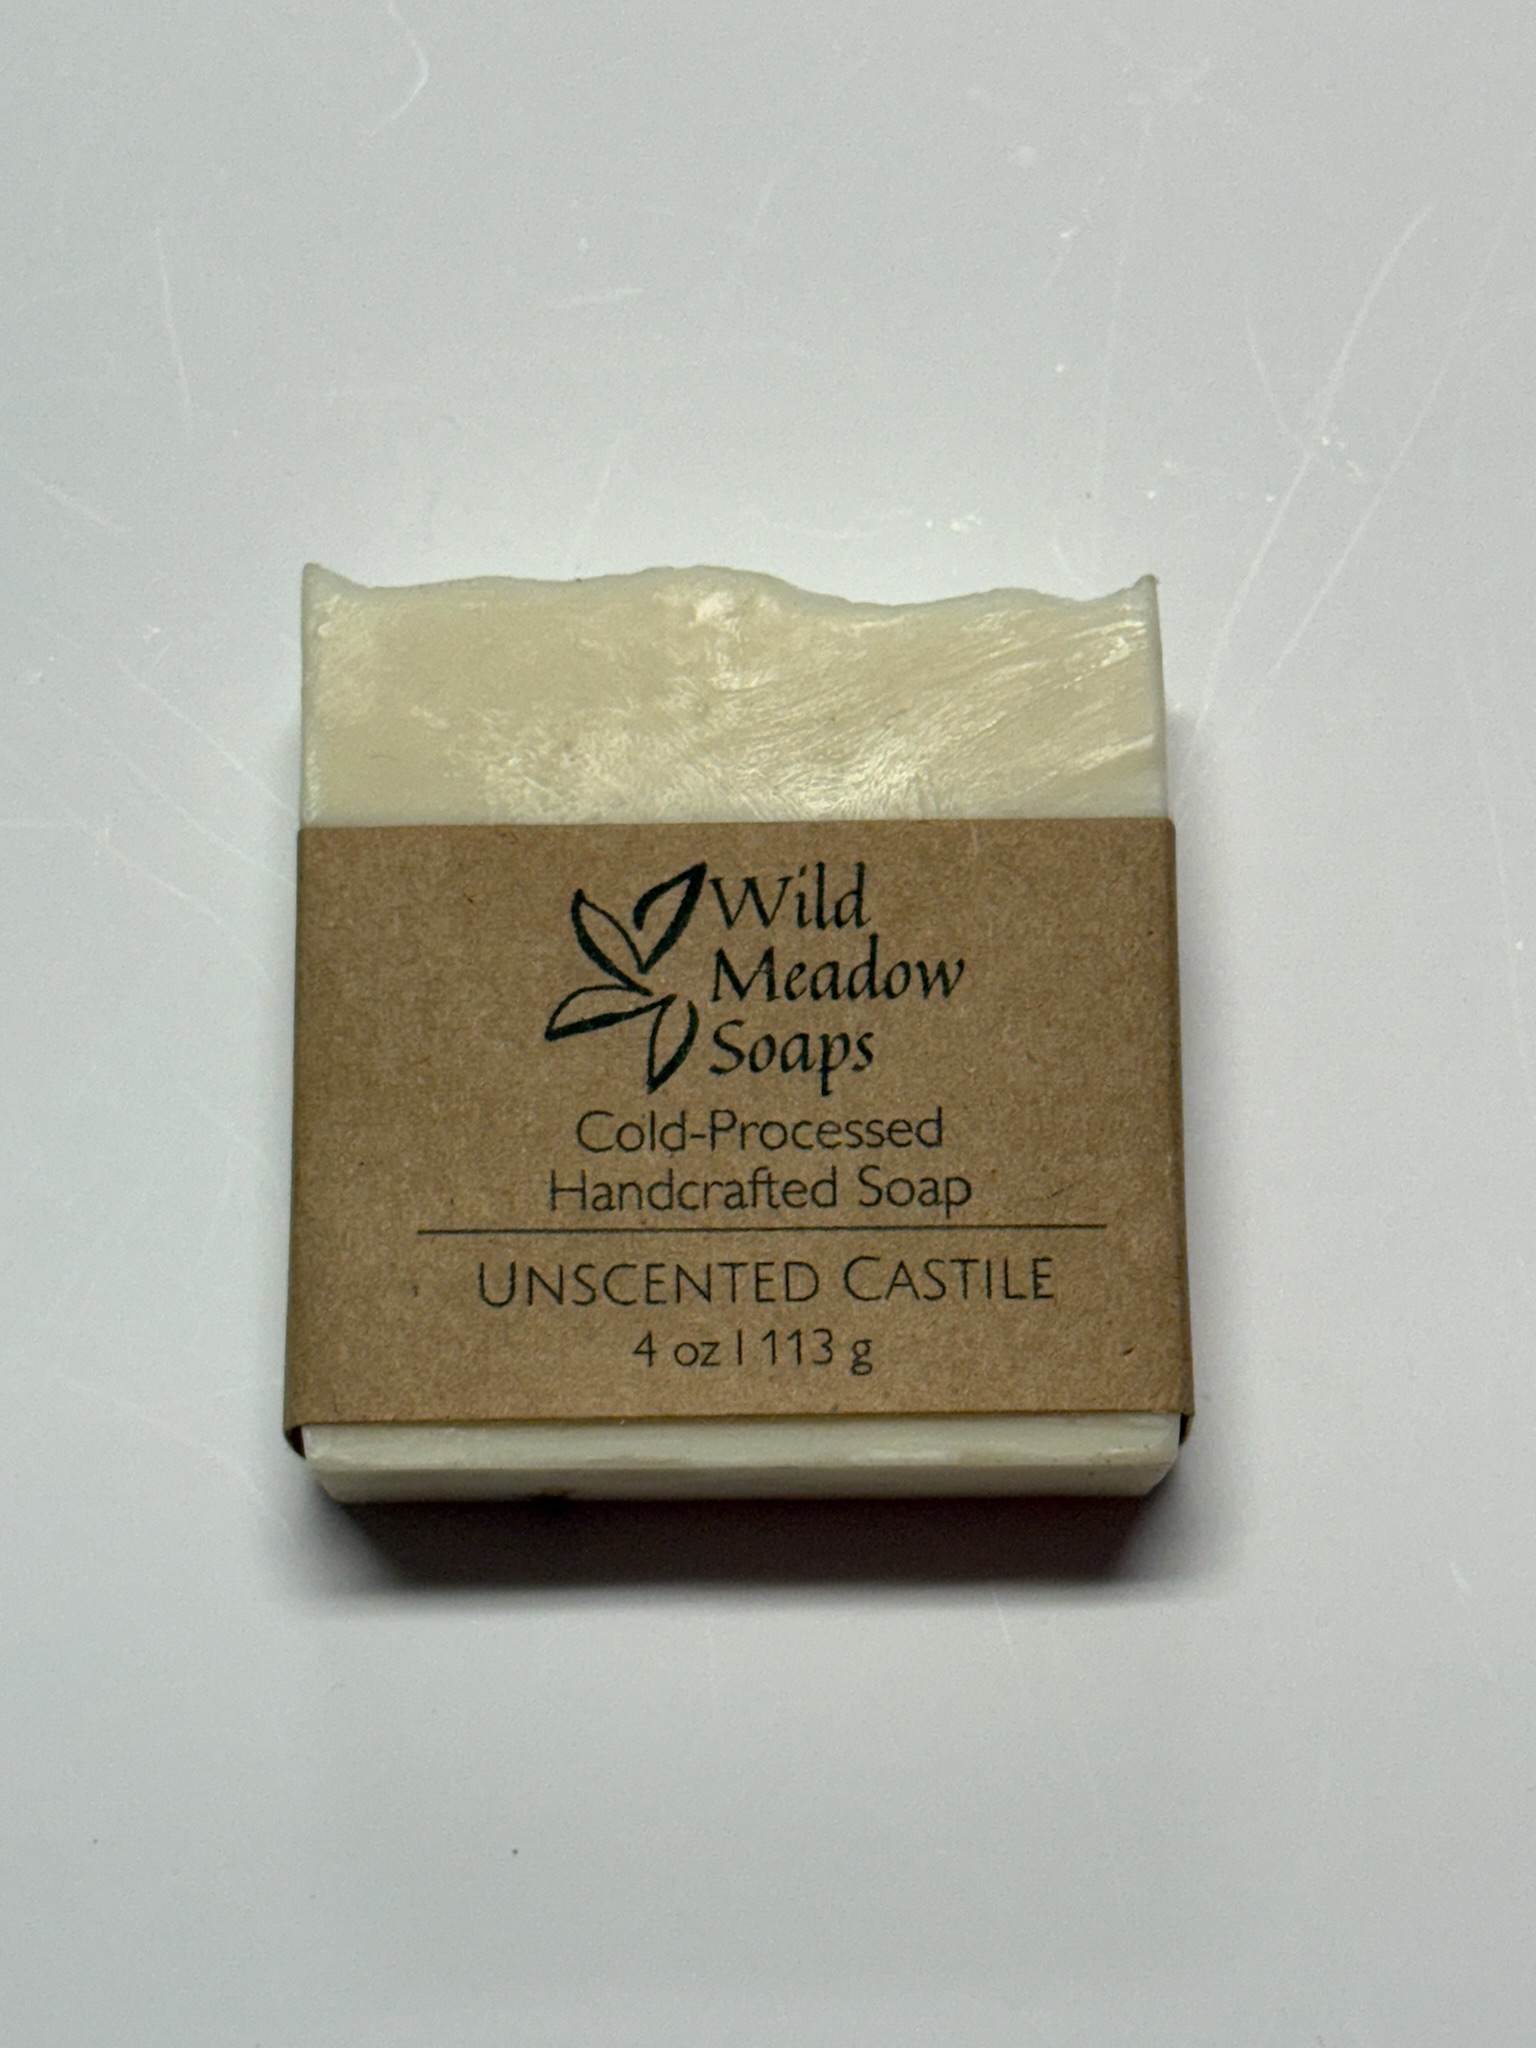 Wild
Meadow
Soaps
Cold-Processed
Handcrafted Soap
UNSCENTED CASTILE
4 oz | 113 g